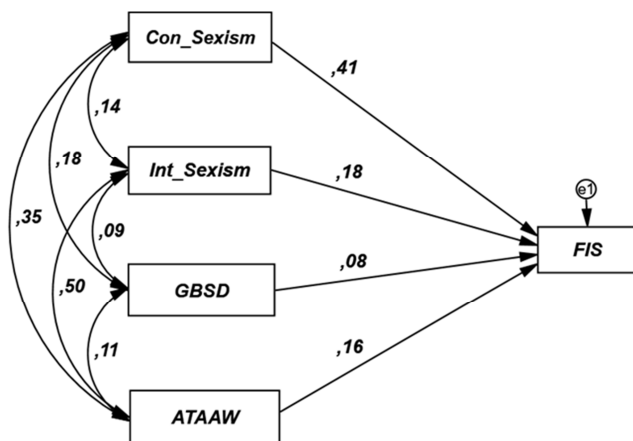 Con_Sexism
,41
,14
Int_Sexism
,18
,18
e1
,35
,09
FIS
,08
GBSD
,50
,11
,16
ATAAW